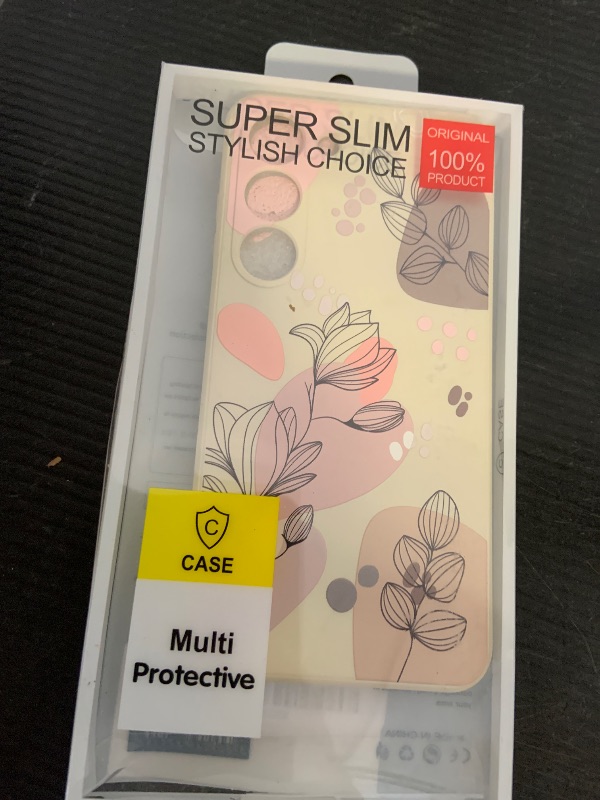 SUPER SLIM
STYLISH CHOICE
ORIGINAL
100%
PRODUCT
C
CASE
Multi
Protective